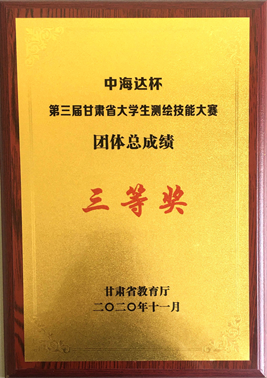 中海达杯
第三届甘肃省大学生测绘技能大赛
团体总成绩
三等奖
甘肃省教育厅
二〇二〇年十一月